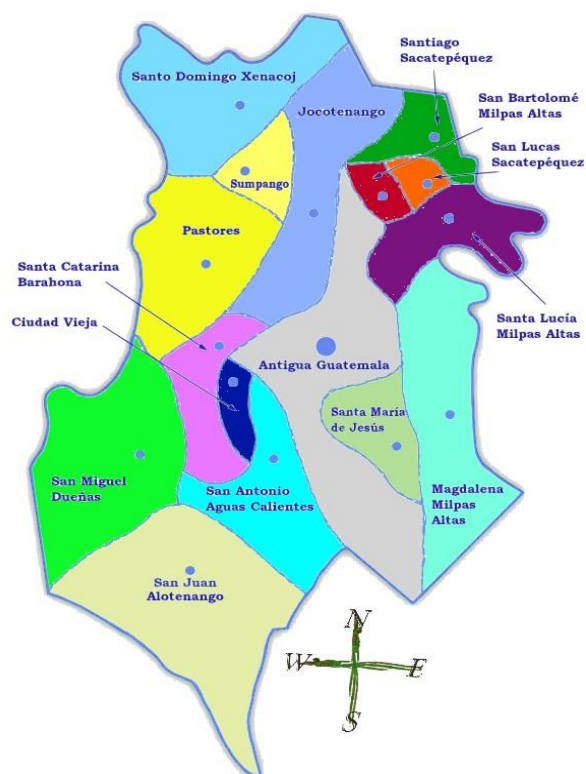 Santiago
Sacatepéquez
Santo Domingo Xenacoj
San Bartolomé
Milpas Altas
Jocotenango
San Lucas
Sacatepéquez
Sumpango
Pastores
Santa Catarina
Barahona
Santa Lucía
Milpas Altas
Ciudad Vieja
Antigua Guatemala
Santa María
de Jesús
San Miguel
Dueñas
San Antonio
Aguas Calientes
Magdalena
Milpas
Altas
San Juan
Alotenango
N
W
E
S